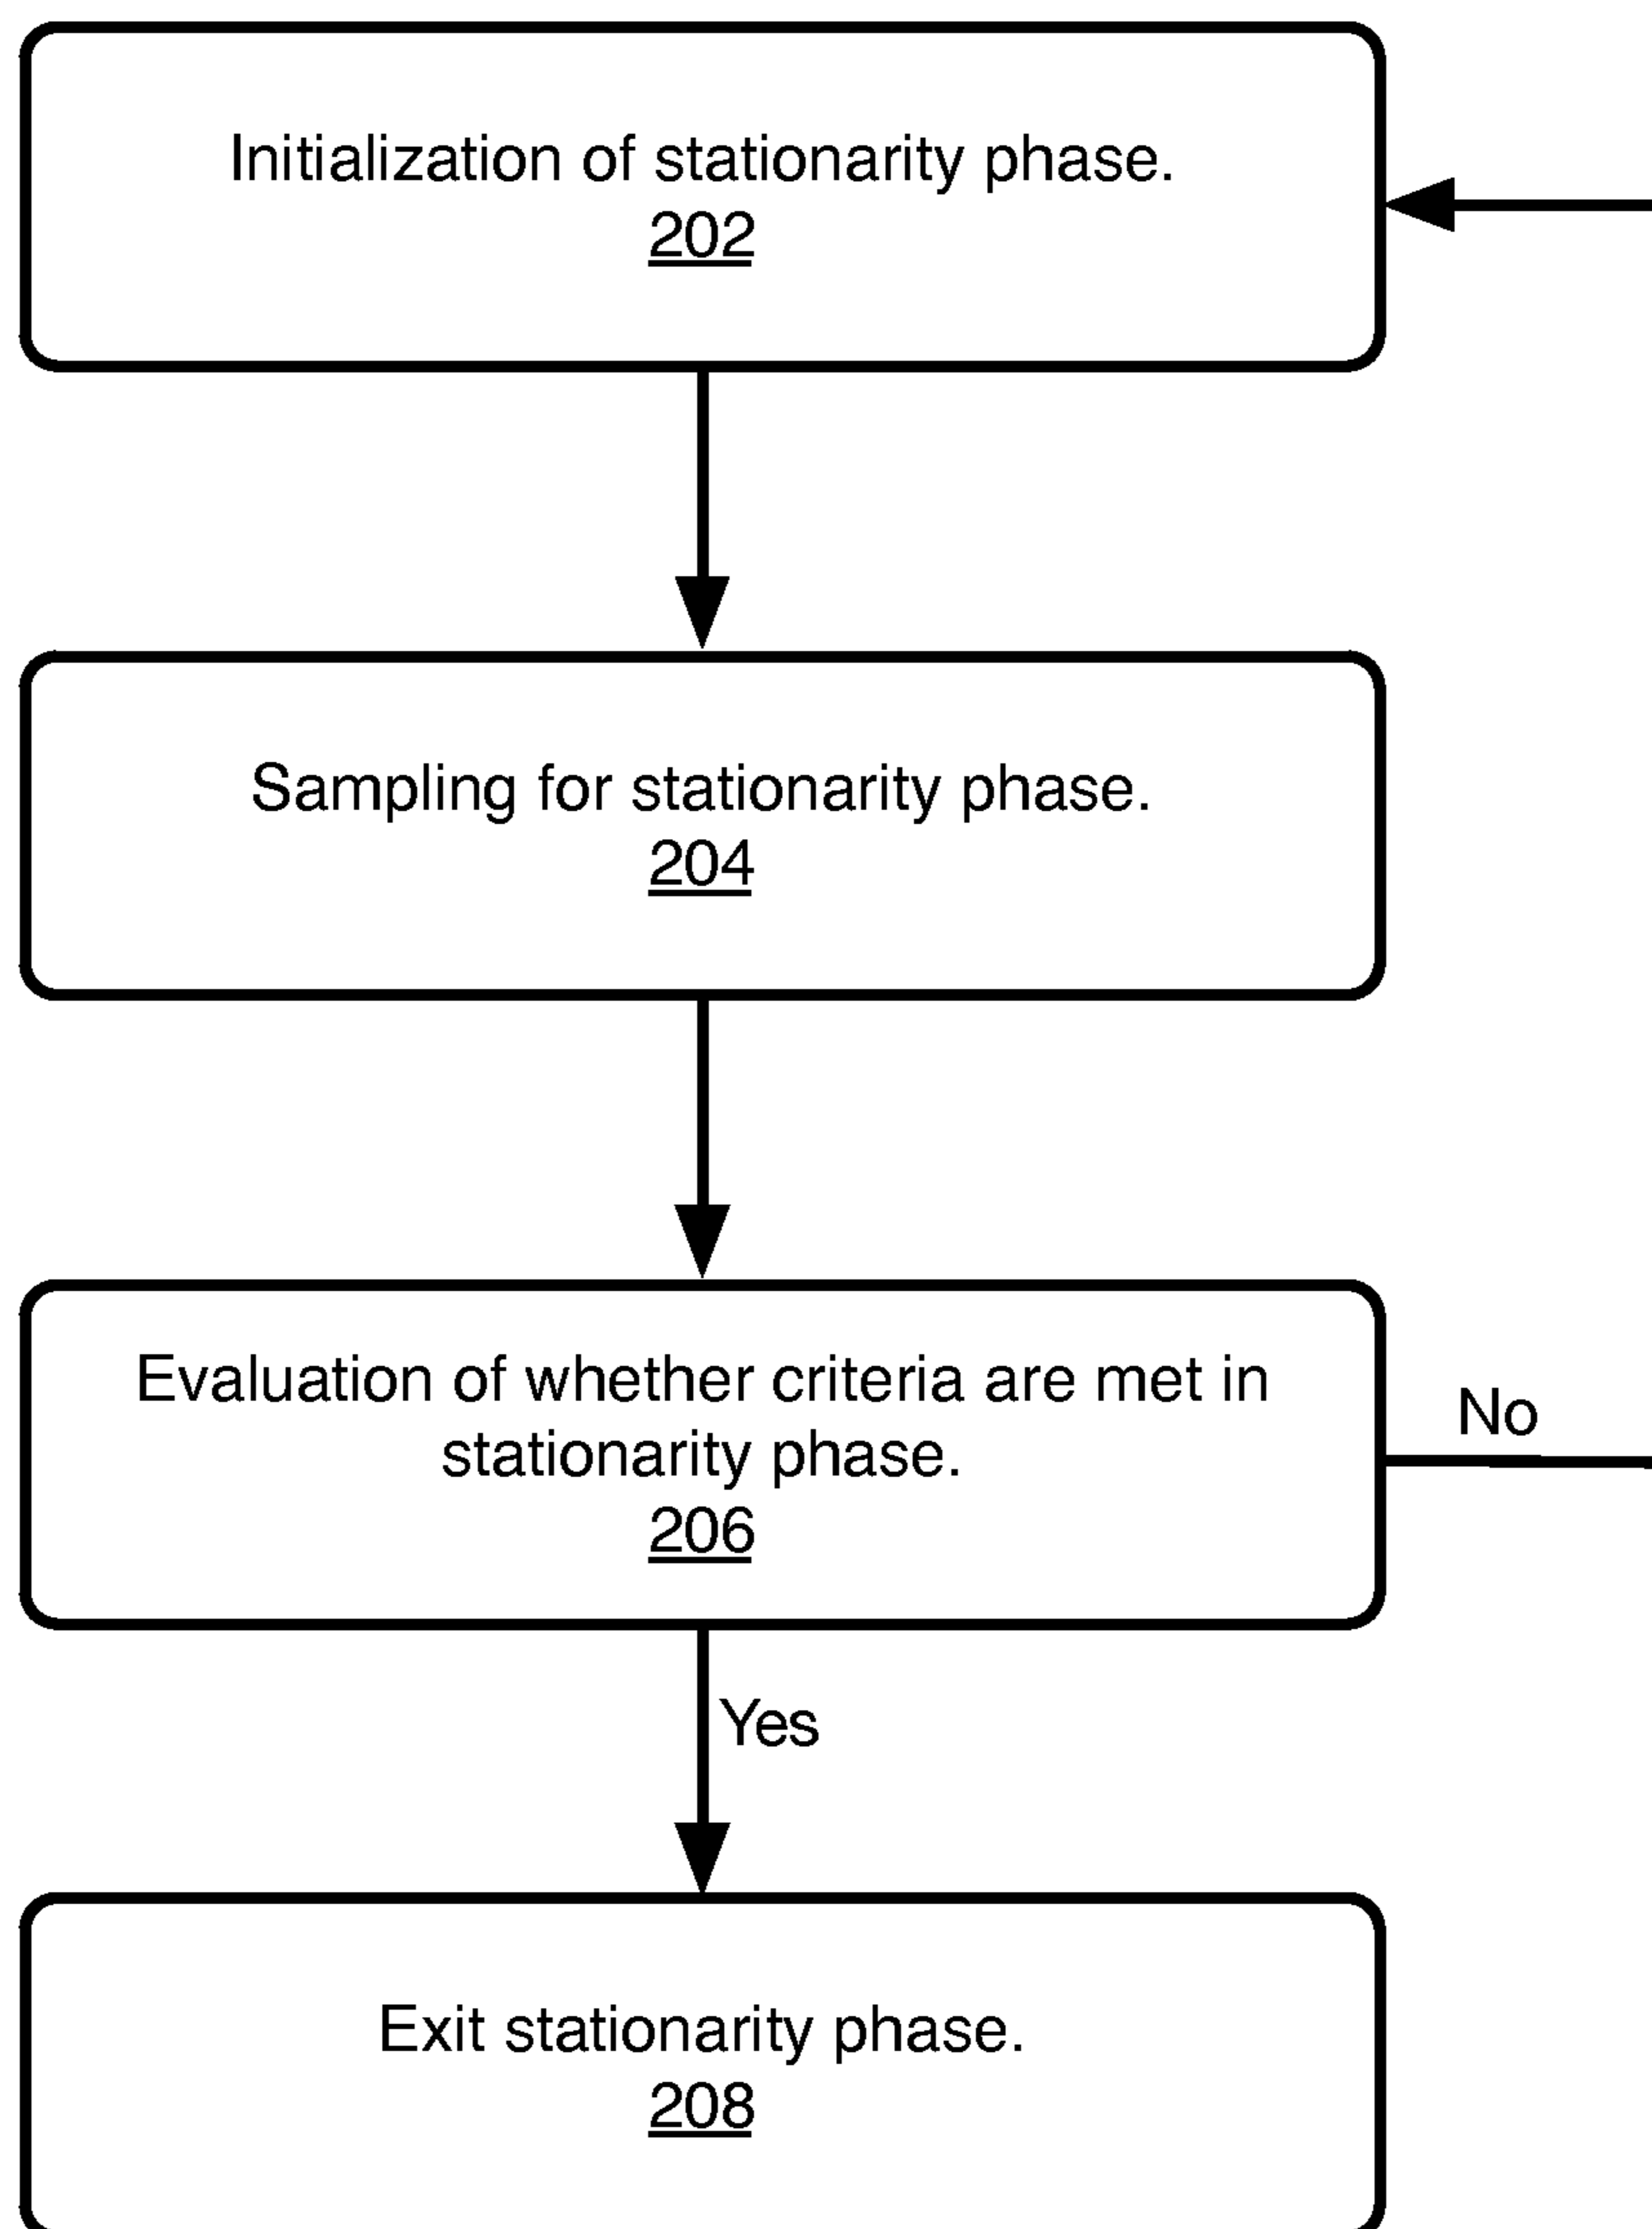 Initialization of stationarity phase.
202
Sampling for stationarity phase.
204
Evaluation of whether criteria are met in
stationarity phase.
206
No
Yes
Exit stationarity phase.
208